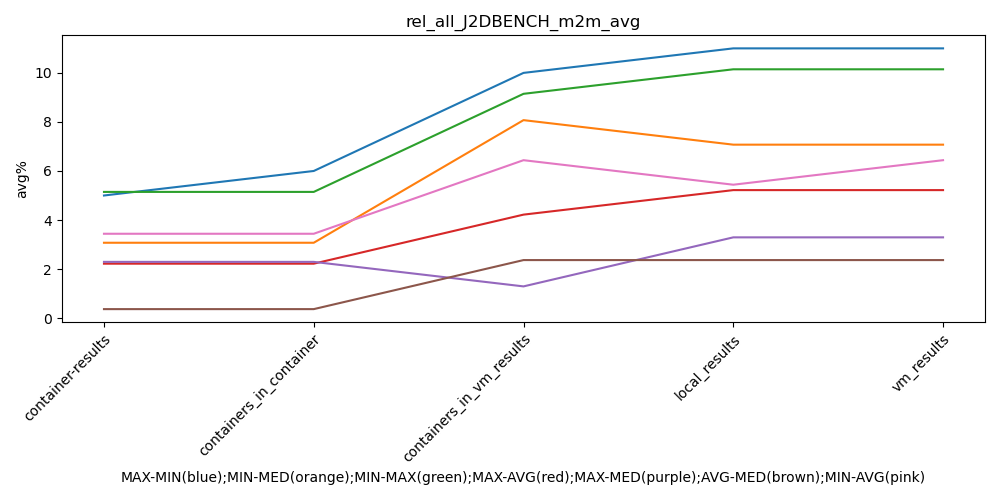 rel_all_J2DBENCH_m2m_avg
avg%
10
8
6
4
2
0
container-results
containers_in_container
containers_in_vm_results
local_results
vm_results
MAX-MIN(blue);MIN-MED(orange);MIN-MAX(green);MAX-AVG(red);MAX-MED(purple);AVG-MED(brown);MIN-AVG(pink)